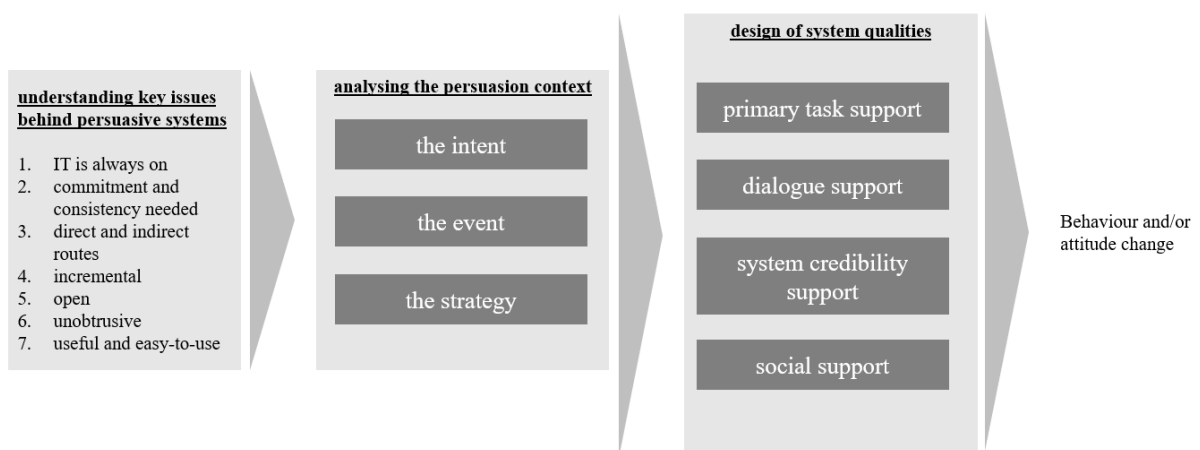 understanding key issues
behind persuasive systems
1. IT is always on
2. commitment and
consistency needed
3. direct and indirect
routes
4. incremental
5. open
6. unobtrusive
7. useful and easy-to-use
analysing the persuasion context
the intent
the event
the strategy
design of system qualities
primary task support
dialogue support
system credibility
support
social support
Behaviour and/or
attitude change